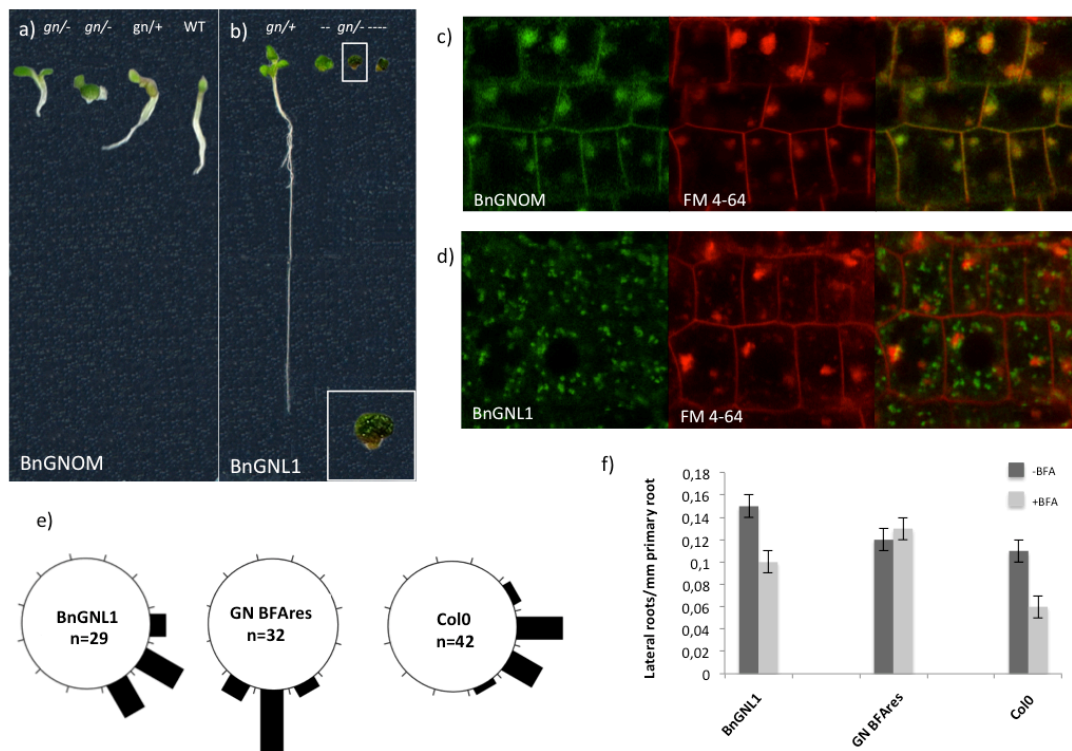 a) gn/- gn/- gn/+ WT
BnGNOM
b) gn/+ -- gn/- ----
BnGNL1
c)
BnGNOM
FM 4-64
d)
BnGNL1
FM 4-64
e)
BnGNL1
n=29
GN BFAres
n=32
Col0
n=42
f)
Lateral roots/mm primary root
0,18
0,16
0,14
0,12
0,1
0,08
0,06
0,04
0,02
0
-BFA
+BFA
BnGNL1
GN BFAres
Col0